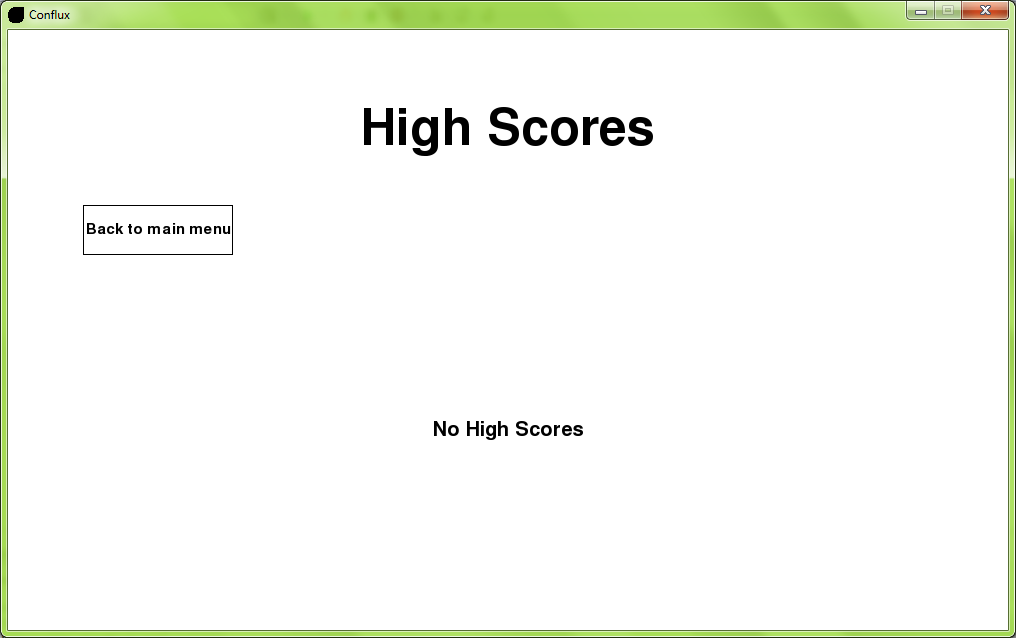 Conflux
High Scores
Back to main menu
No High Scores